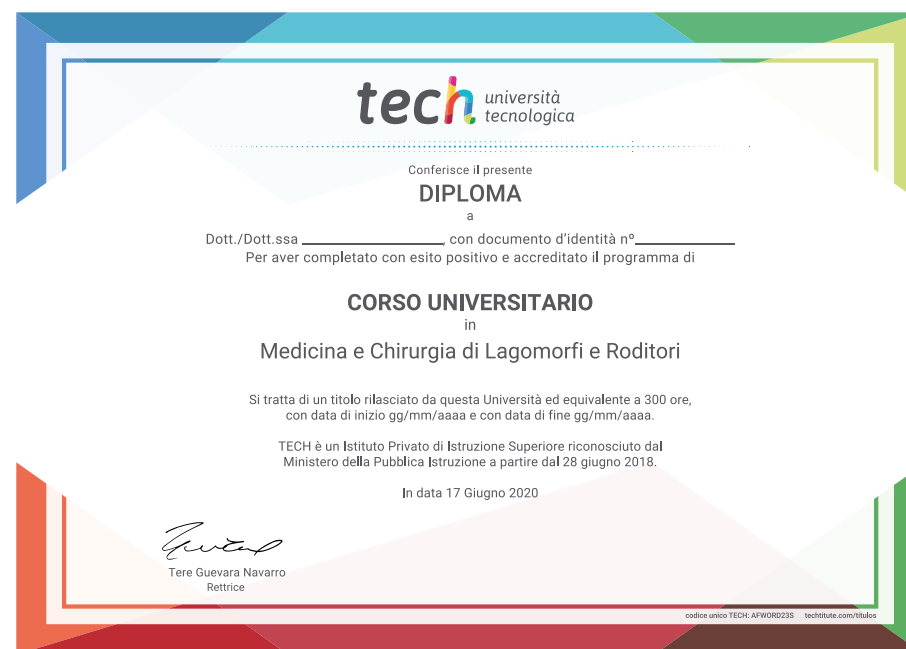 tech università
tecnologica
Conferisce il presente
DIPLOMA
a
Dott./Dott.ssa ____________________, con documento d'identità nº______________
Per aver completato con esito positivo e accreditato il programma di
CORSO UNIVERSITARIO
in
Medicina e Chirurgia di Lagomorfi e Roditori
Si tratta di un titolo rilasciato da questa Università ed equivalente a 300 ore,
con data di inizio gg/mm/aaaa e con data di fine gg/mm/aaaa.
TECH è un Istituto Privato di Istruzione Superiore riconosciuto dal
Ministero della Pubblica Istruzione a partire dal 28 giugno 2018.
In data 17 Giugno 2020
Tere Guevara Navarro
Rettrice
codice unico TECH: AFWORD23S techtitute.com/titulos